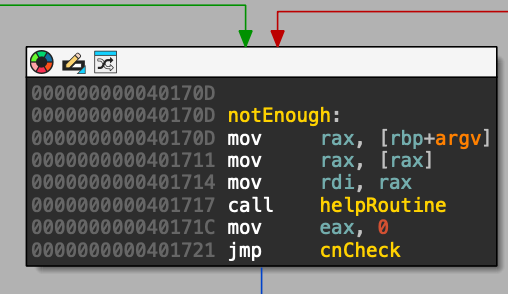 000000000040170D
000000000040170D notEnough:
000000000040170D mov rax, [rbp+argv]
0000000000401711 mov rax, [rax]
0000000000401714 mov rdi, rax
0000000000401717 call helpRoutine
000000000040171C mov eax, 0
0000000000401721 jmp cnCheck